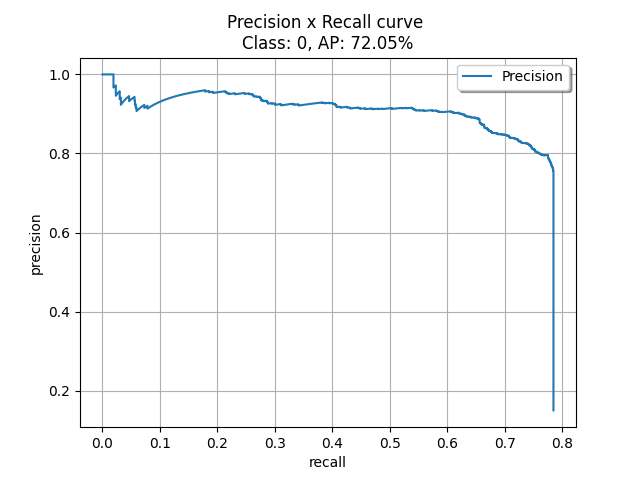 Precision x Recall curve
Class: 0, AP: 72.05%
Precision
1.0
0.8
0.6
0.4
0.2
precision
0.0 0.1 0.2 0.3 0.4 0.5 0.6 0.7 0.8
recall